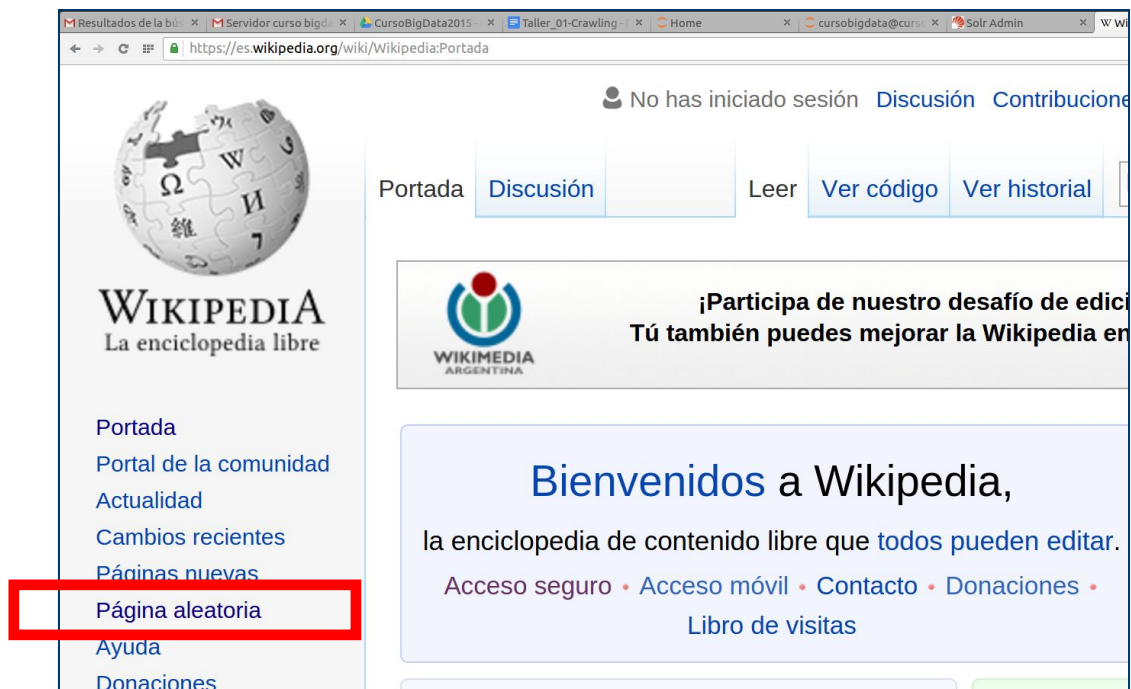 Resultados de la bús
Servidor curso bigda
CursoBigData2015 -
Taller_01-Crawling -
Home
cursobigdata@curso
Solr Admin
W Wi
https://es.wikipedia.org/wiki/Wikipedia:Portada
No has iniciado sesión Discusión Contribucione
Portada Discusión Leer Ver código Ver historial
WIKIPEDIA
La enciclopedia libre
¡Participa de nuestro desafío de edici
Tú también puedes mejorar la Wikipedia en
WIKIMEDIA
ARGENTINA
Portada
Portal de la comunidad
Actualidad
Cambios recientes
Páginas nuevas
Página aleatoria
Ayuda
Donaciones
Bienvenidos a Wikipedia,
la enciclopedia de contenido libre que todos pueden editar.
Acceso seguro • Acceso móvil • Contacto • Donaciones •
Libro de visitas